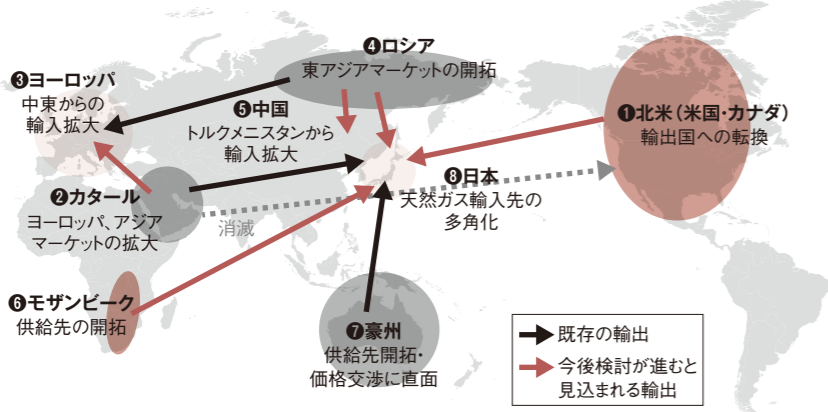 ❶北米（米国・カナダ）
輸出国への転換
❷カタール
ヨーロッパ、アジア
マーケットの拡大
❸ヨーロッパ
中東からの
輸入拡大
❹ロシア
東アジアマーケットの開拓
❺中国
トルクメニスタンから
輸入拡大
❻モザンビーク
供給先の開拓
❼豪州
供給先開拓・
価格交渉に直面
❽日本
天然ガス輸入先の
多角化
消滅
既存の輸出
今後検討が進むと
見込まれる輸出